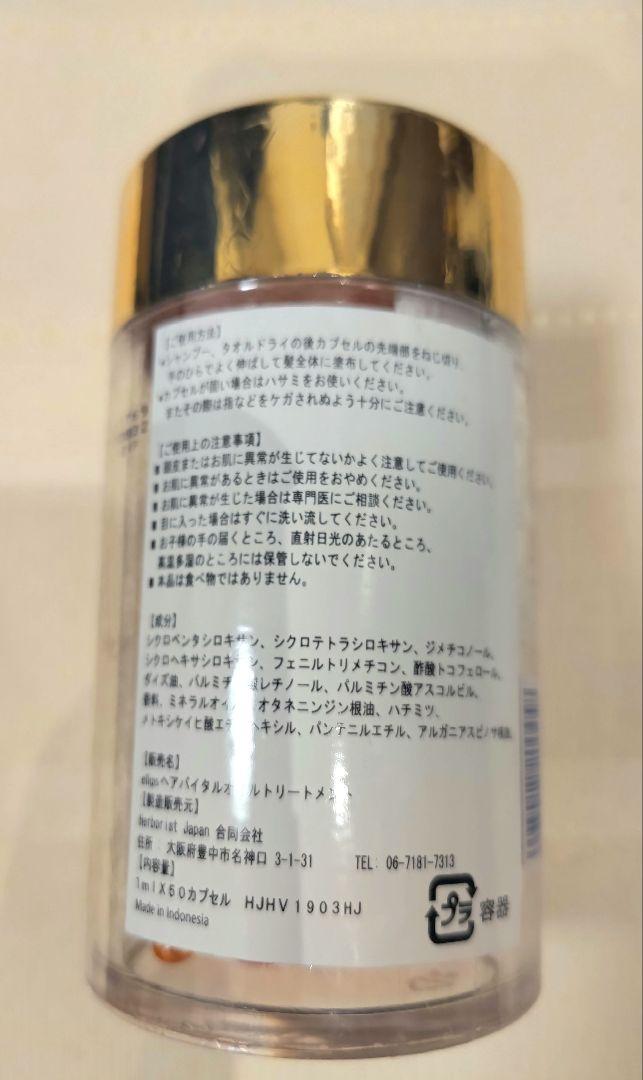 【ご使用方法】
*シャンプー、タオルドライの後カプセルの先端部をねじ切り、
手のひらでよく伸ばして髪全体に塗布してください。
*カプセルが固い場合はハサミをお使いください。
またその際は指などをケガされぬよう十分にご注意ください。
【ご使用上の注意事項】
■ 頭皮またはお肌に異常が生じてないかよく注意してご使用ください。
■ お肌に異常があるときはご使用をおやめください。
■ お肌に異常が生じた場合は専門医にご相談ください。
■ 目に入った場合はすぐに洗い流してください。
■ お子様の手の届くところ、直射日光のあたるところ、
高温多湿のところには保管しないでください。
■ 本品は食べ物ではありません。
【成分】
シクロペンタシロキサン、シクロテトラシロキサン、ジメチコノール、
シクロヘキサシロキサン、フェニルトリメチコン、酢酸トコフェロール、
ダイズ油、パルミチン酸レチノール、パルミチン酸アスコルビル、
香料、ミネラルオイル、オタネニンジン根油、ハチミツ、
メトキシケイヒ酸エチルヘキシル、パンテニルエチル、アルガニアスピノサ核油
【販売名】
elipsヘアバイタルオイルトリートメント
【製造販売元】
Herborist Japan 合同会社
住所: 大阪府豊中市名神口 3-1-31 TEL: 06-7181-7313
【内容量】
1ml X 60カプセル HJHV1903HJ
Made in Indonesia
プラ 容器